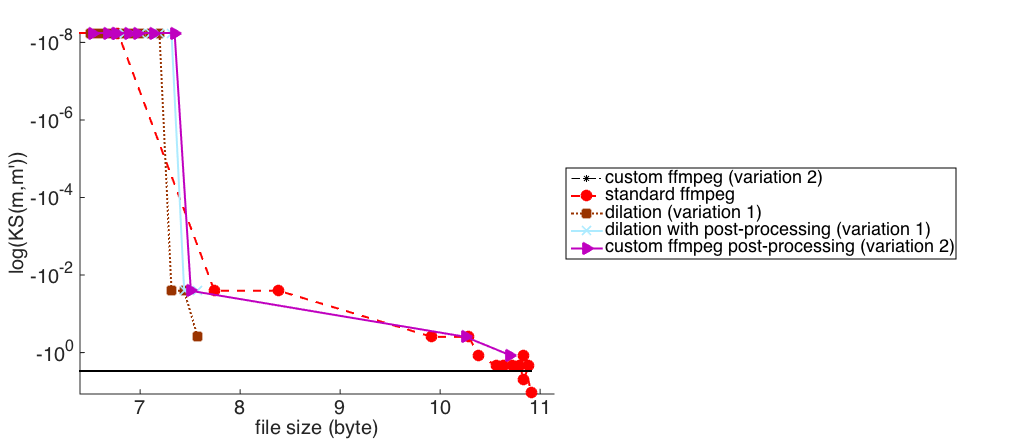 -10^-8
-10^-6
-10^-4
-10^-2
-10^0
log(KS(m,m'))
7 8 9 10 11
file size (byte)
custom ffmpeg (variation 2)
standard ffmpeg
dilation (variation 1)
dilation with post-processing (variation 1)
custom ffmpeg post-processing (variation 2)